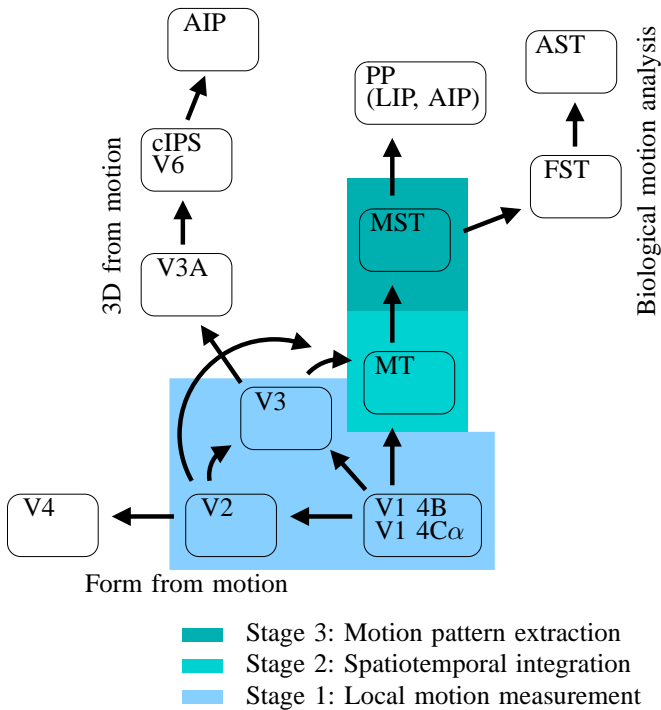 AIP
AST
PP
(LIP, AIP)
cIPS
V6
FST
Biological motion analysis
3D from motion
MST
V3A
MT
V3
V4
V2
V1 4B
V1 4Cα
Form from motion
Stage 3: Motion pattern extraction
Stage 2: Spatiotemporal integration
Stage 1: Local motion measurement